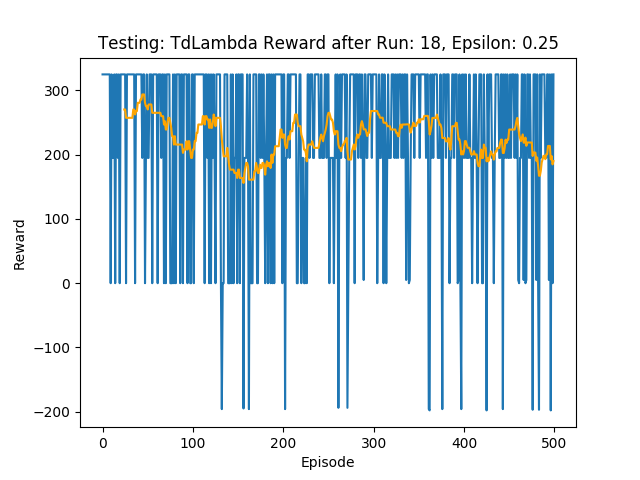 Testing: TdLambda Reward after Run: 18, Epsilon: 0.25
300
200
100
0
−100
−200
Reward
0 100 200 300 400 500
Episode